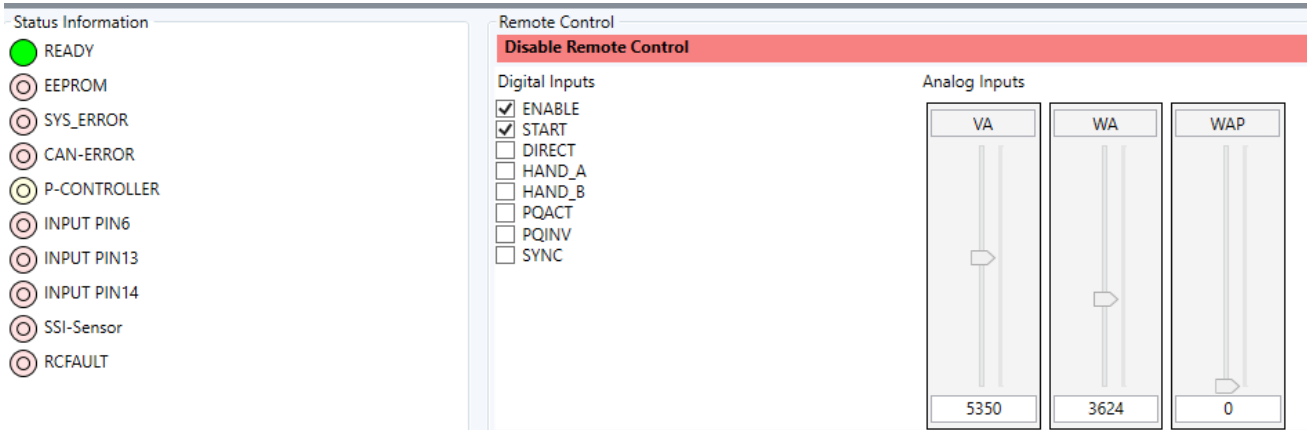 Status Information
READY
EEPROM
SYS_ERROR
CAN-ERROR
P-CONTROLLER
INPUT PIN6
INPUT PIN13
INPUT PIN14
SSI-Sensor
RCFAULT
Remote Control
Disable Remote Control
Digital Inputs
ENABLE
START
DIRECT
HAND_A
HAND_B
PQACT
PQINV
SYNC
Analog Inputs
VA WA WAP
5350 3624 0